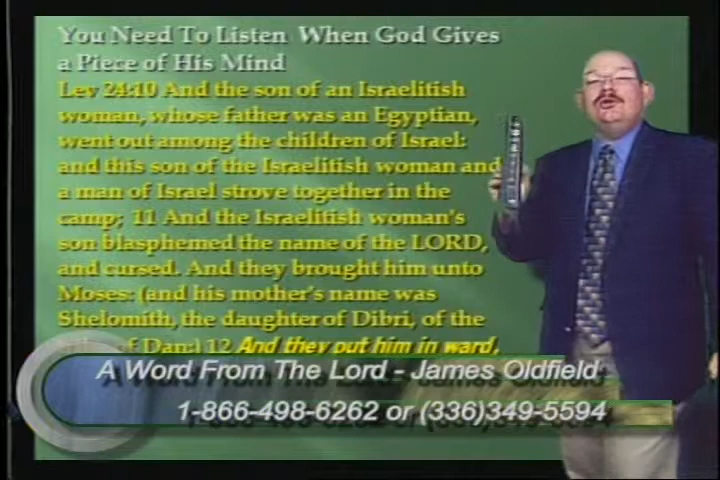 You Need To Listen When God Gives
a Piece of His Mind
Lev 24:10 And the son of an Israelitish
woman, whose father was an Egyptian,
went out among the children of Israel:
and this son of the Israelitish woman and
a man of Israel strove together in the
camp; 11 And the Israelitish woman's
son blasphemed the name of the LORD,
and cursed. And they brought him unto
Moses: (and his mother's name was
Shelomith, the daughter of Dibri, of the
of Dan:) 12 And they put him in ward,
A Word From The Lord - James Oldfield
1-866-498-6262 or (336)349-5594